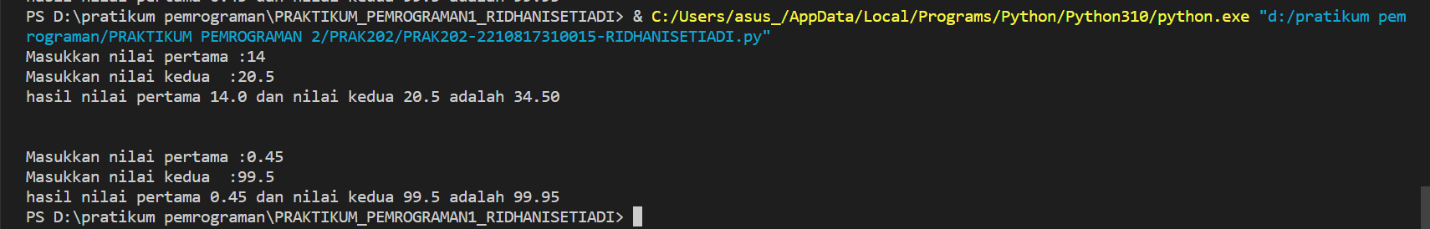 PS D:\pratikum pemrograman\PRAKTIKUM_PEMROGRAMAN1_RIDHANISETIADI> & C:/Users/asus_/AppData/Local/Programs/Python/Python310/python.exe "d:/pratikum pem
rograman/PRAKTIKUM PEMROGRAMAN 2/PRAK202/PRAK202-2210817310015-RIDHANISETIADI.py"
Masukkan nilai pertama :14
Masukkan nilai kedua  :20.5
hasil nilai pertama 14.0 dan nilai kedua 20.5 adalah 34.50
Masukkan nilai pertama :0.45
Masukkan nilai kedua  :99.5
hasil nilai pertama 0.45 dan nilai kedua 99.5 adalah 99.95
PS D:\pratikum pemrograman\PRAKTIKUM_PEMROGRAMAN1_RIDHANISETIADI>